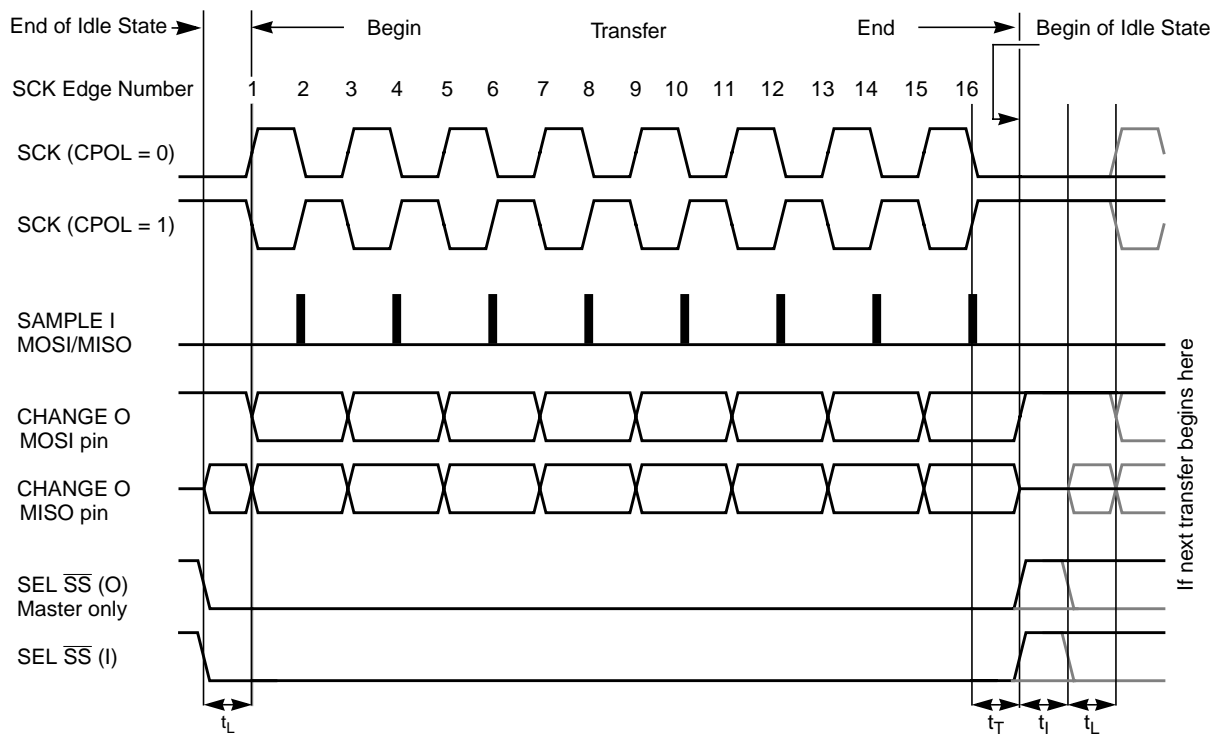 End of Idle State
Begin
Transfer
End
Begin of Idle State
SCK Edge Number
1 2 3 4 5 6 7 8 9 10 11 12 13 14 15 16
SCK (CPOL = 0)
SCK (CPOL = 1)
SAMPLE I
MOSI/MISO
CHANGE O
MOSI pin
CHANGE O
MISO pin
SEL S̅S̅ (O)
Master only
SEL S̅S̅ (I)
If next transfer begins here
tL
tT
tI
tL